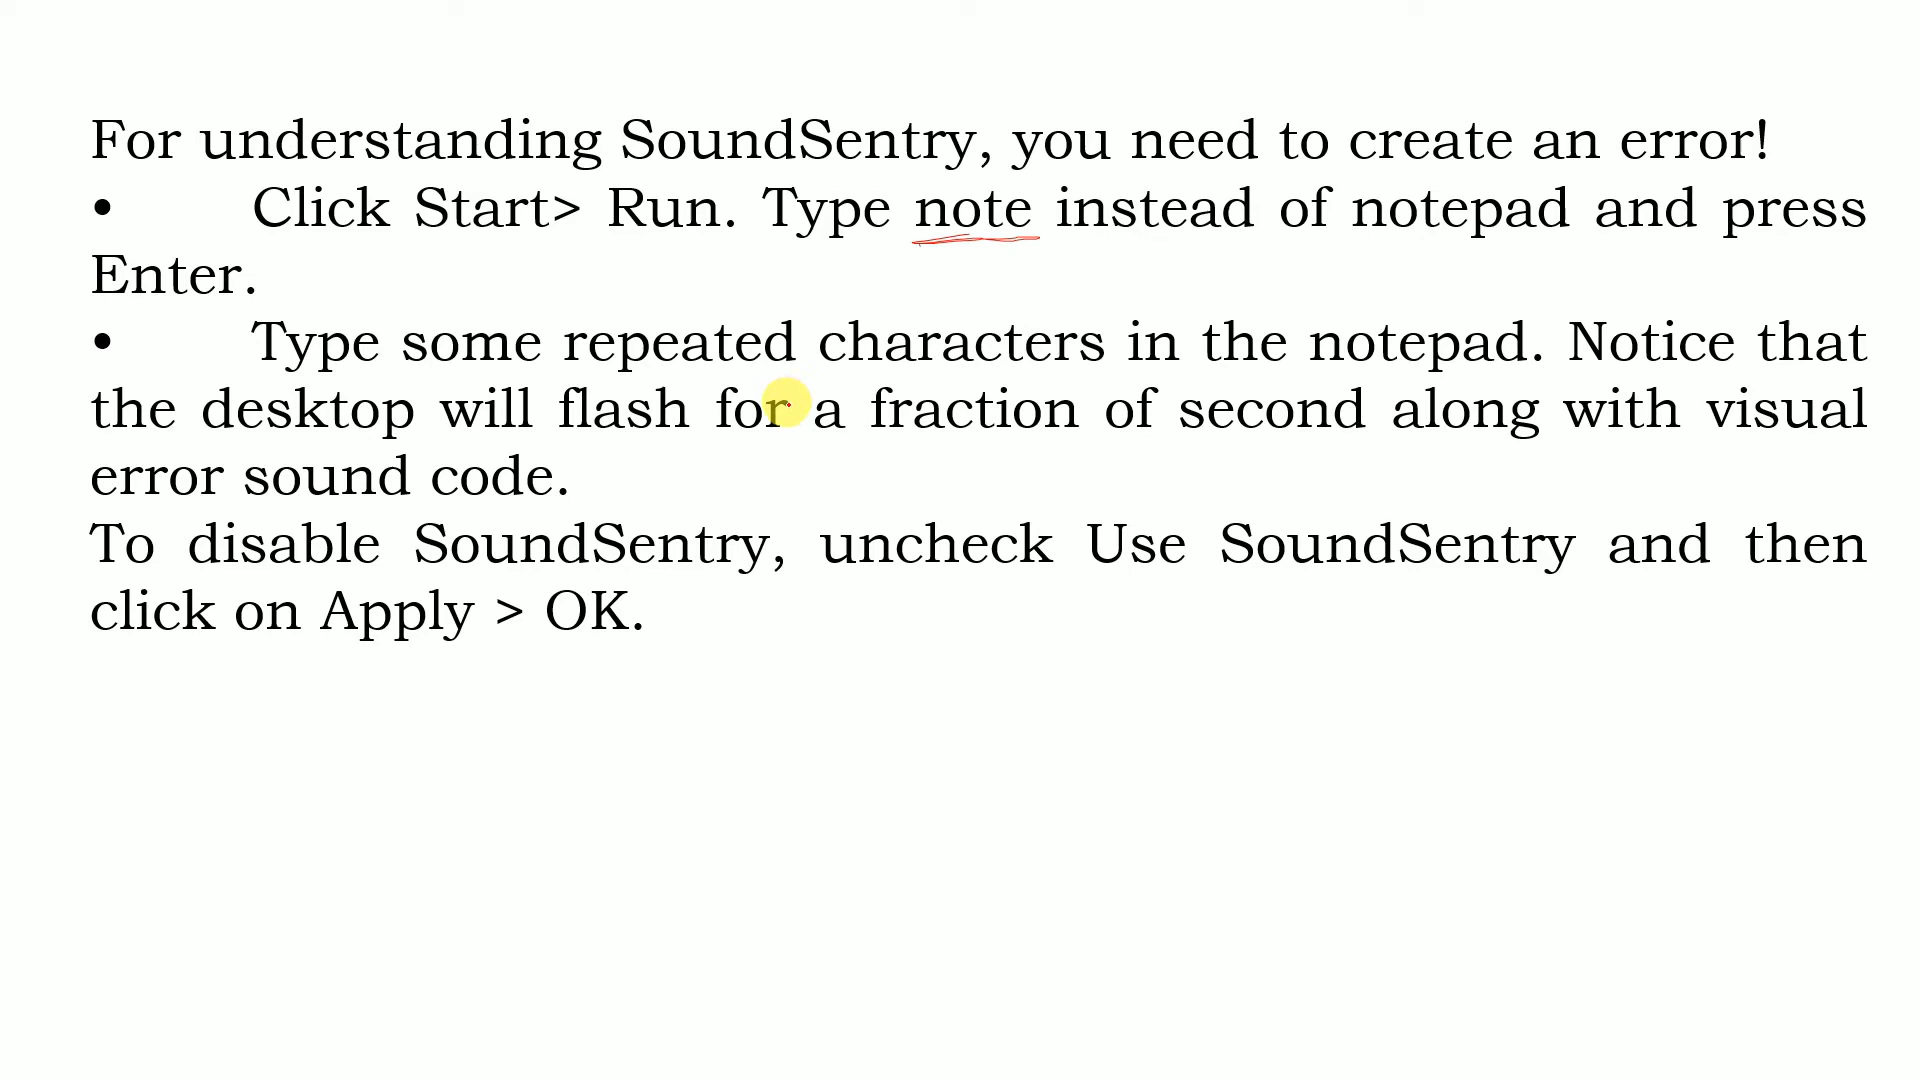 For understanding SoundSentry, you need to create an error!
• Click Start> Run. Type note instead of notepad and press
Enter.
• Type some repeated characters in the notepad. Notice that
the desktop will flash for a fraction of second along with visual
error sound code.
To disable SoundSentry, uncheck Use SoundSentry and then
click on Apply > OK.